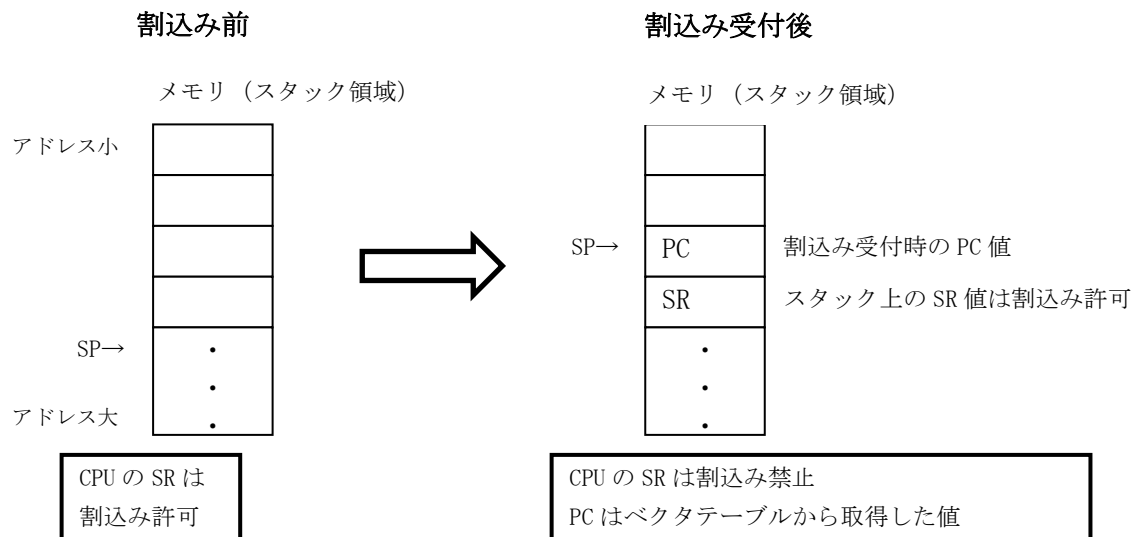 割込み前
割込み受付後
メモリ（スタック領域）
メモリ（スタック領域）
アドレス小
SP→
PC
割込み受付時の PC 値
SR
スタック上の SR 値は割込み許可
SP→
アドレス大
CPU の SR は
割込み許可
CPU の SR は割込み禁止
PC はベクタテーブルから取得した値